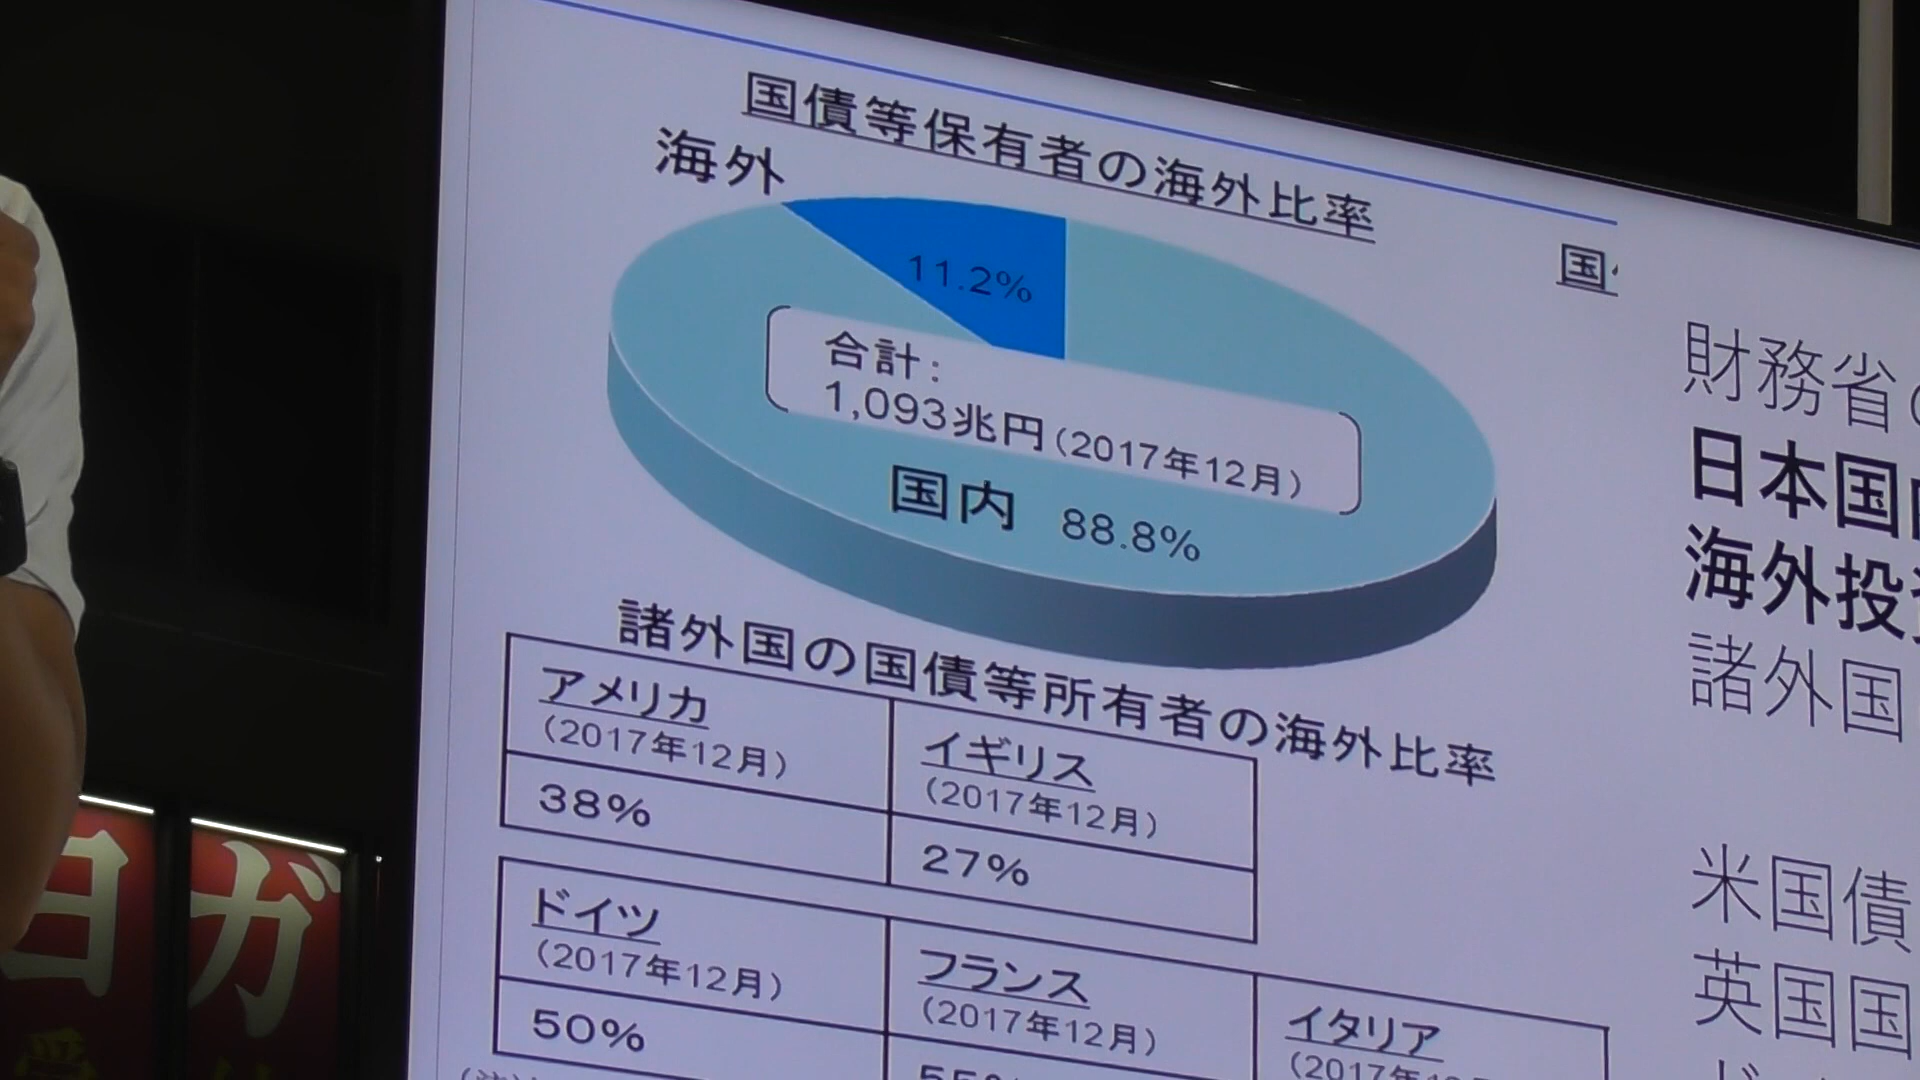 国債等保有者の海外比率
海外
11.2%
合計:
1,093兆円(2017年12月)
国内 88.8%
諸外国の国債等所有者の海外比率
アメリカ
(2017年12月)
38%
イギリス
(2017年12月)
27%
ドイツ
(2017年12月)
50%
フランス
(2017年12月)
イタリア
国
財務省
日本国
海外投
諸外国
米国債
英国国
ヨガ